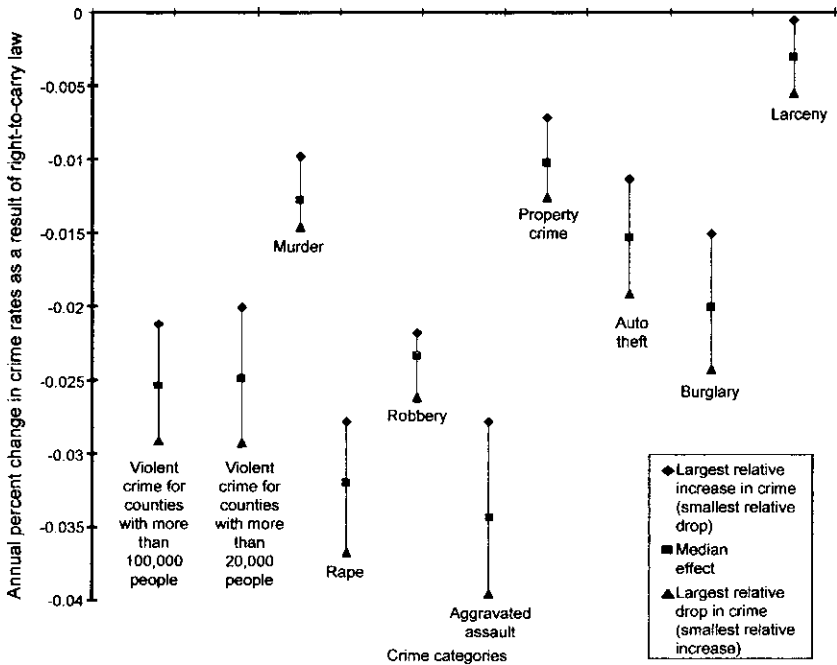 Annual percent change in crime rates as a result of right-to-carry law
0
-0.005
-0.01
-0.015
-0.02
-0.025
-0.03
-0.035
-0.04
Violent
crime for
counties
with more
than
100,000
people
Violent
crime for
counties
with more
than
20,000
people
Murder
Rape
Robbery
Aggravated
assault
Property
crime
Auto
theft
Burglary
Larceny
Largest relative
increase in crime
(smallest relative
drop)
Median
effect
Largest relative
drop in crime
(smallest relative
increase)
Crime categories